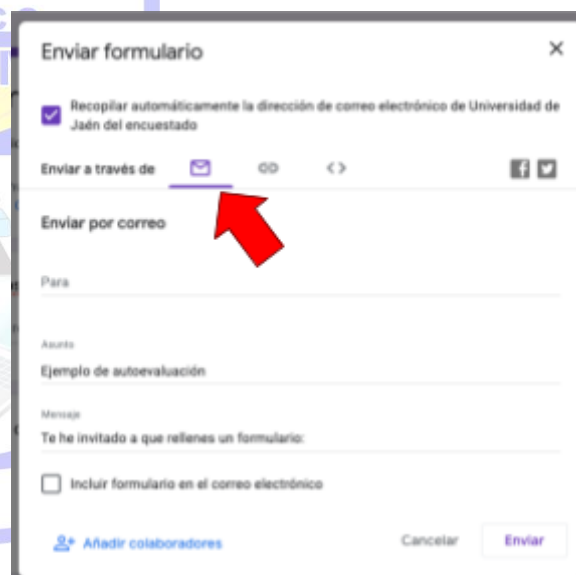 Enviar formulario
Recopilar automáticamente la dirección de correo electrónico de Universidad de
Jaén del encuestado
Enviar a través de
Enviar por correo
Para
Asunto
Ejemplo de autoevaluación
Mensaje
Te he invitado a que rellenes un formulario:
Incluir formulario en el correo electrónico
Añadir colaboradores Cancelar Enviar